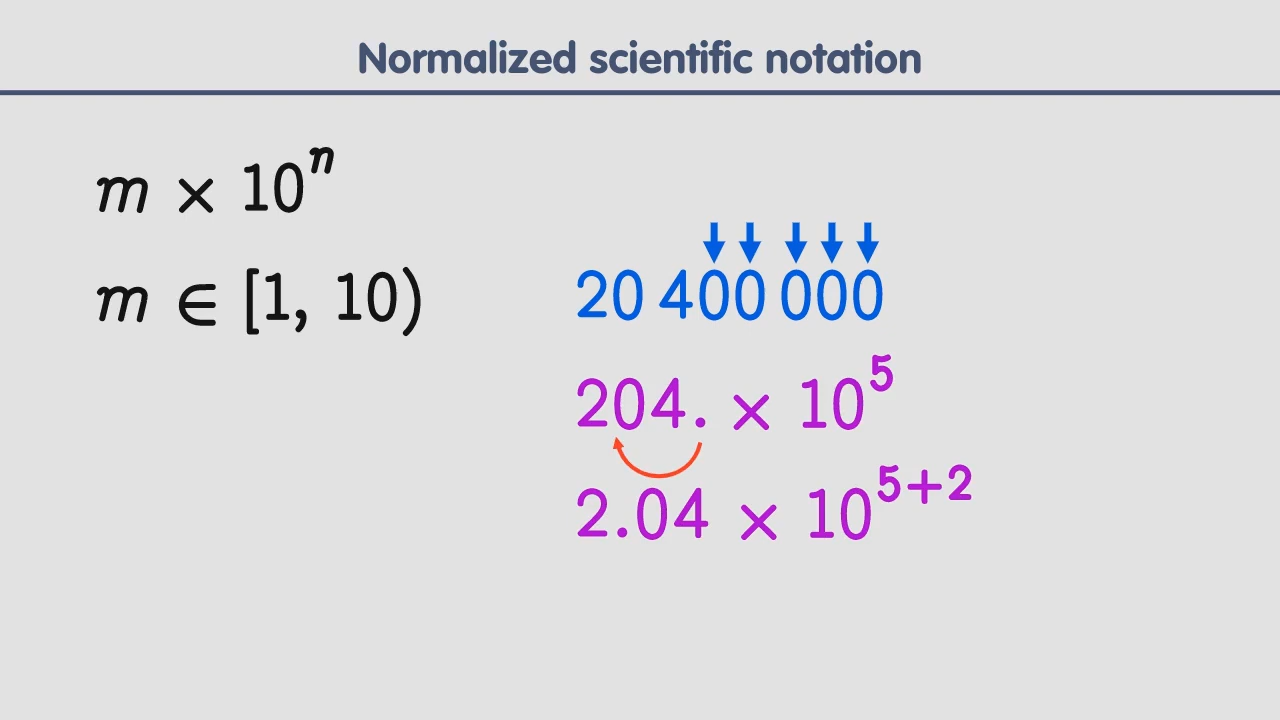 Normalized scientific notation
m × 10ⁿ
m ∈ [1, 10)
20 400 000
204. × 10⁵
2.04 × 10⁵⁺²